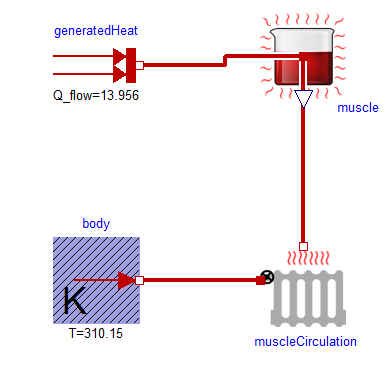 generatedHeat
Q_flow=13.956
muscle
body
K
T=310.15
muscleCirculation